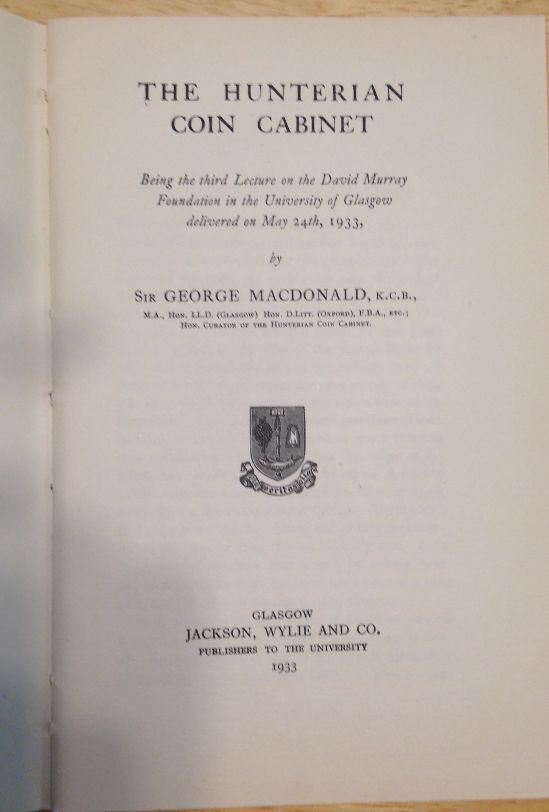 THE HUNTERIAN
COIN CABINET
Being the third Lecture on the David Murray
Foundation in the University of Glasgow
delivered on May 24th, 1933,
by
SIR GEORGE MACDONALD, K.C.B.,
M.A., HON. LL.D. (GLASGOW) HON. D.LITT. (OXFORD), F.B.A., ETC.;
HON. CURATOR OF THE HUNTERIAN COIN CABINET.
veritas
GLASGOW
JACKSON, WYLIE AND CO.
PUBLISHERS TO THE UNIVERSITY
1933